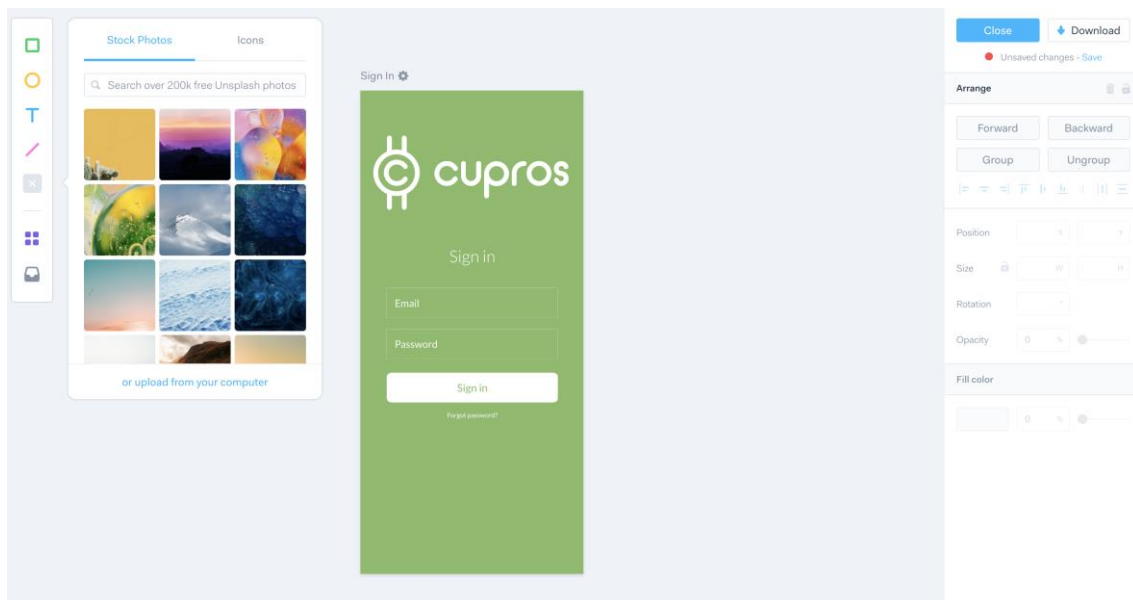 Stock Photos
Icons
Search over 200k free Unsplash photos
or upload from your computer
Sign In
cupros
Sign in
Email
Password
Sign in
Forgot password?
Close
Download
Unsaved changes - Save
Arrange
Forward
Backward
Group
Ungroup
Position
X
Y
Size
W
H
Rotation
°
Opacity
0
%
Fill color
0
%